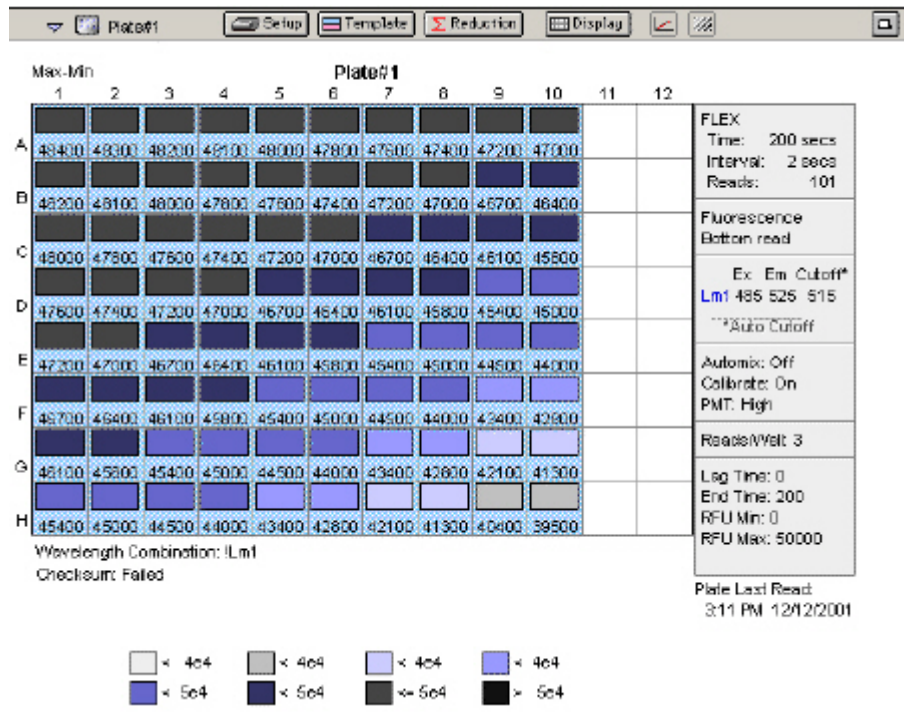 Plate#1 Setup Template Reduction Display
Max-Min Plate#1
1 2 3 4 5 6 7 8 9 10 11 12
A 48400 48300 48200 48100 48000 47800 47600 47400 47200 47000
B 48200 48100 48000 47800 47600 47400 47200 47000 46700 46400
C 48000 47800 47600 47400 47200 47000 46700 46400 46100 45800
D 47600 47400 47200 47000 46700 46400 46100 45800 45400 45000
E 47200 47000 46700 46400 46100 45800 45400 45000 44500 44000
F 46700 46400 46100 45800 45400 45000 44500 44000 43400 42800
G 46100 45800 45400 45000 44500 44000 43400 42800 42100 41300
H 45400 45000 44500 44000 43400 42800 42100 41300 40400 39500
Wavelength Combination: !Lm1
Checksum: Failed
FLEX
Time: 200 secs
Interval: 2 secs
Reads: 101
Fluorescence
Bottom read
Ex Em Cutoff*
Lm1 485 525 515
*Auto Cutoff
Automix: Off
Calibrate: On
PMT: High
Reads/Well: 3
Lag Time: 0
End Time: 200
RFU Min: 0
RFU Max: 50000
Plate Last Read:
3:11 PM 12/12/2001
< 4e4 < 4e4 < 4e4 < 4e4
< 5e4 < 5e4 <= 5e4 > 5e4